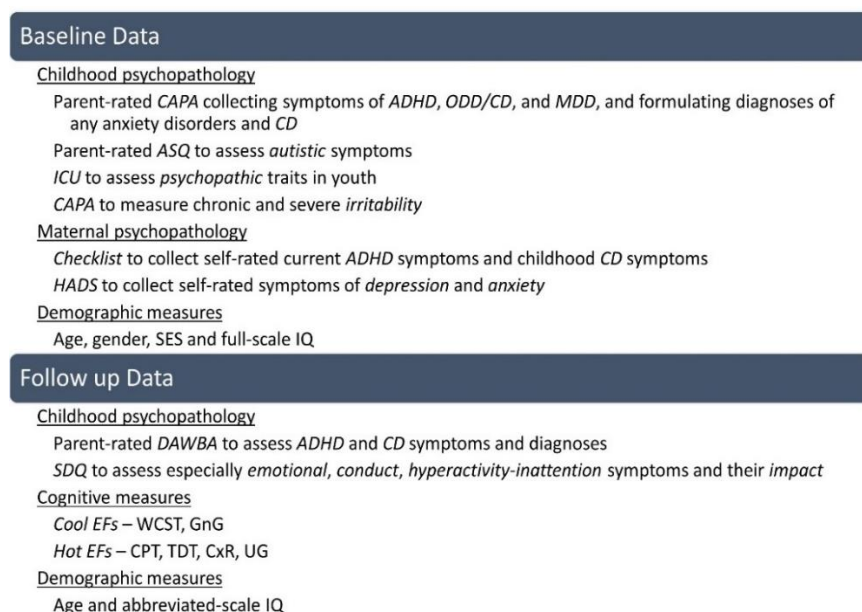 Baseline Data
Childhood psychopathology
Parent-rated CAPA collecting symptoms of ADHD, ODD/CD, and MDD, and formulating diagnoses of
any anxiety disorders and CD
Parent-rated ASQ to assess autistic symptoms
ICU to assess psychopathic traits in youth
CAPA to measure chronic and severe irritability
Maternal psychopathology
Checklist to collect self-rated current ADHD symptoms and childhood CD symptoms
HADS to collect self-rated symptoms of depression and anxiety
Demographic measures
Age, gender, SES and full-scale IQ
Follow up Data
Childhood psychopathology
Parent-rated DAWBA to assess ADHD and CD symptoms and diagnoses
SDQ to assess especially emotional, conduct, hyperactivity-inattention symptoms and their impact
Cognitive measures
Cool EFs – WCST, GnG
Hot EFs – CPT, TDT, CxR, UG
Demographic measures
Age and abbreviated-scale IQ